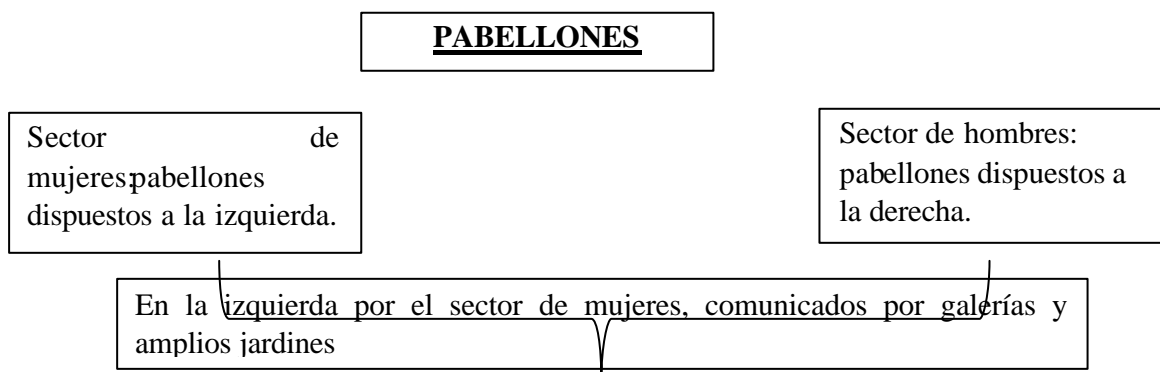 PABELLONES
Sector de
mujeres:pabellones
dispuestos a la izquierda.
Sector de hombres:
pabellones dispuestos a
la derecha.
En la izquierda por el sector de mujeres, comunicados por galerías y
amplios jardines